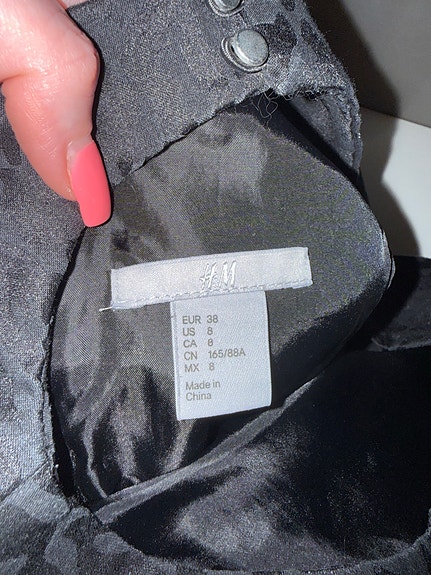 H&M
EUR 38
US 8
CA 8
CN 165/88A
MX 8
Made in
China